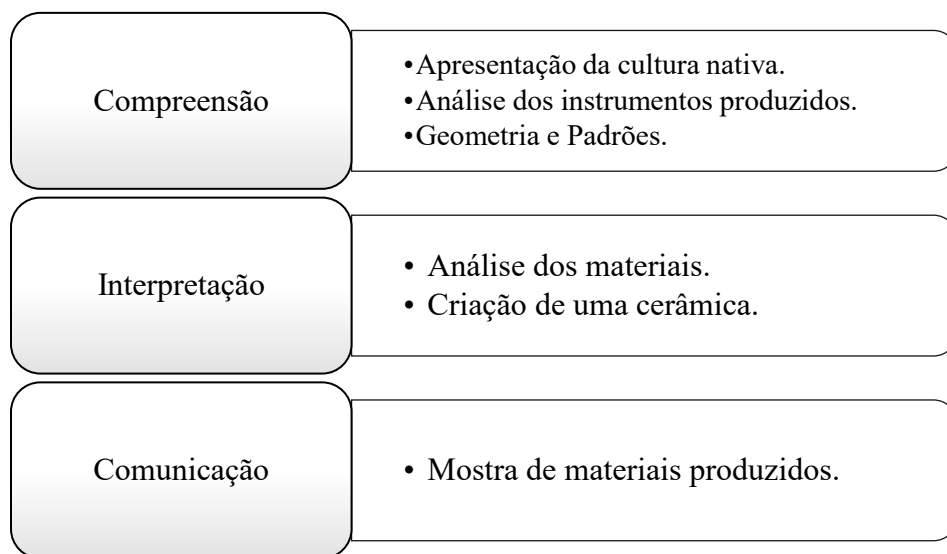 Compreensão
•Apresentação da cultura nativa.
•Análise dos instrumentos produzidos.
•Geometria e Padrões.
Interpretação
• Análise dos materiais.
• Criação de uma cerâmica.
Comunicação
• Mostra de materiais produzidos.